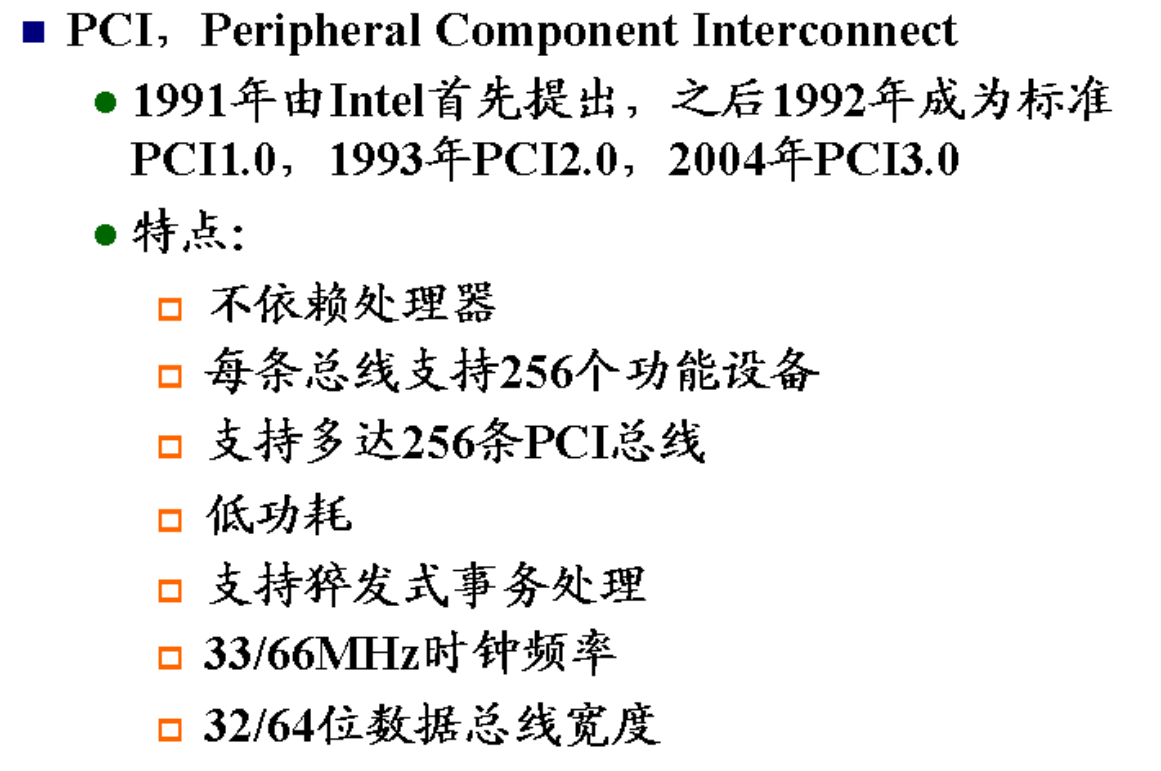 PCI，Peripheral Component Interconnect
1991年由Intel首先提出，之后1992年成为标准
PCI1.0，1993年PCI2.0，2004年PCI3.0
特点：
不依赖处理器
每条总线支持256个功能设备
支持多达256条PCI总线
低功耗
支持猝发式事务处理
33/66MHz时钟频率
32/64位数据总线宽度